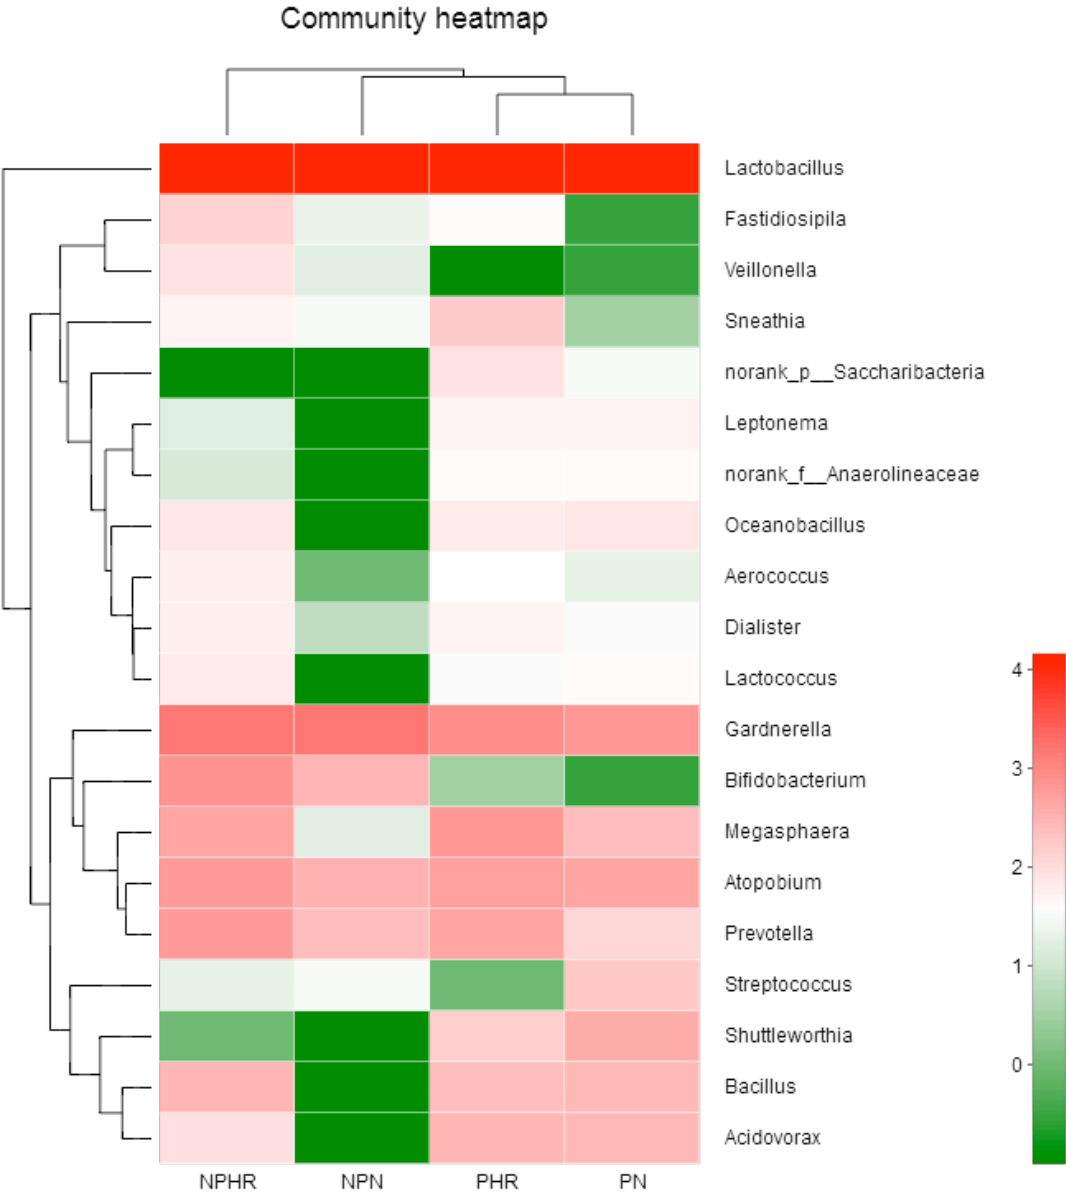 Community heatmap
Lactobacillus
Fastidiosipila
Veillonella
Sneathia
norank_p__Saccharibacteria
Leptonema
norank_f__Anaerolineaceae
Oceanobacillus
Aerococcus
Dialister
Lactococcus
Gardnerella
Bifidobacterium
Megasphaera
Atopobium
Prevotella
Streptococcus
Shuttleworthia
Bacillus
Acidovorax
4
3
2
1
0
NPHR NPN PHR PN